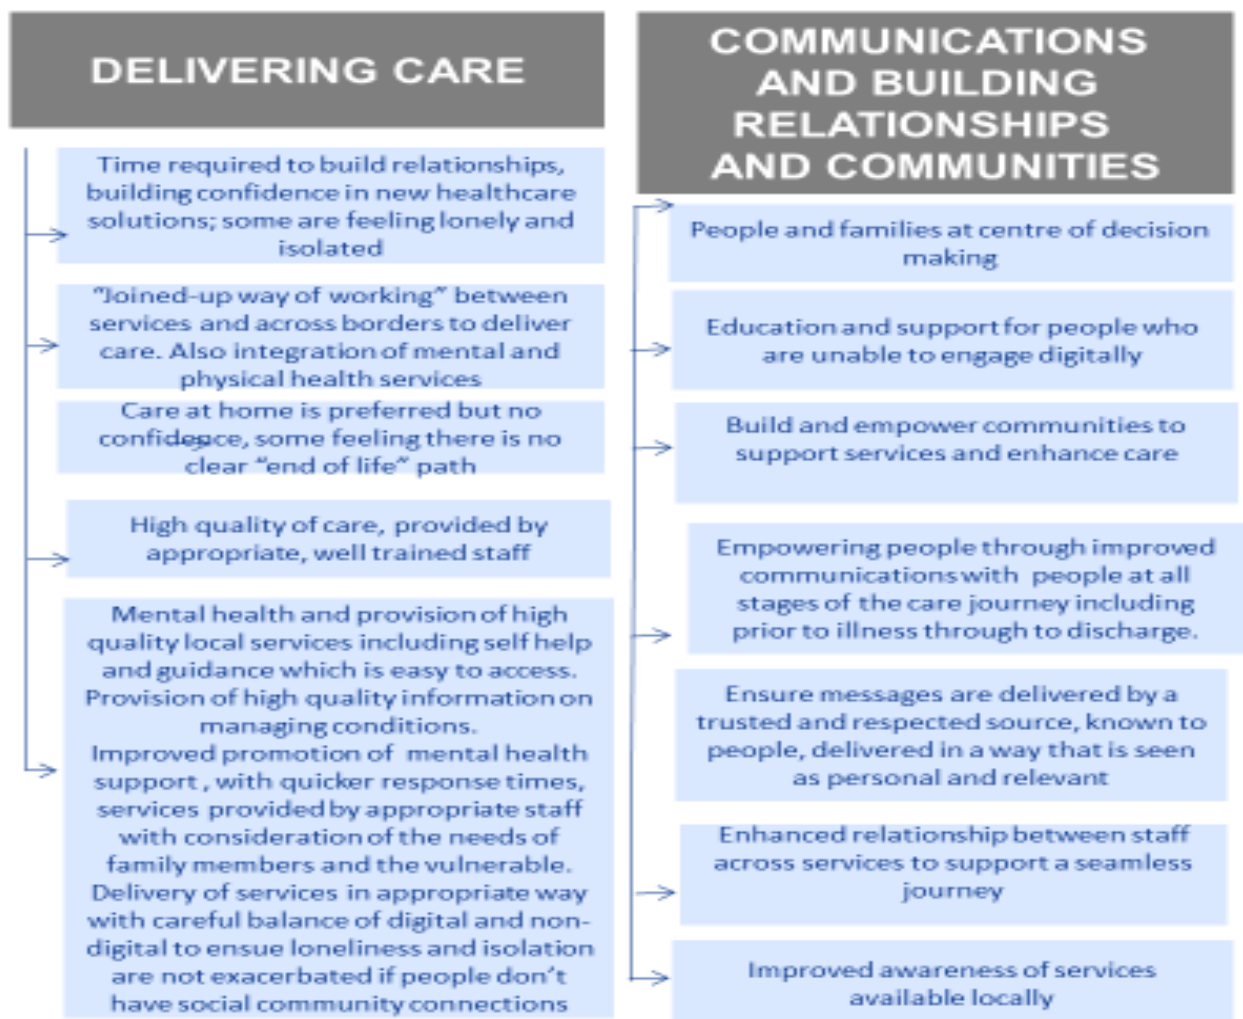 DELIVERING CARE
Time required to build relationships,
building confidence in new healthcare
solutions; some are feeling lonely and
isolated
“Joined-up way of working” between
services and across borders to deliver
care. Also integration of mental and
physical health services
Care at home is preferred but no
confidence, some feeling there is no
clear “end of life” path
High quality of care, provided by
appropriate, well trained staff
Mental health and provision of high
quality local services including self help
and guidance which is easy to access.
Provision of high quality information on
managing conditions.
Improved promotion of mental health
support , with quicker response times,
services provided by appropriate staff
with consideration of the needs of
family members and the vulnerable.
Delivery of services in appropriate way
with careful balance of digital and non-
digital to ensue loneliness and isolation
are not exacerbated if people don’t
have social community connections
COMMUNICATIONS
AND BUILDING
RELATIONSHIPS
AND COMMUNITIES
People and families at centre of decision
making
Education and support for people who
are unable to engage digitally
Build and empower communities to
support services and enhance care
Empowering people through improved
communications with people at all
stages of the care journey including
prior to illness through to discharge.
Ensure messages are delivered by a
trusted and respected source, known to
people, delivered in a way that is seen
as personal and relevant
Enhanced relationship between staff
across services to support a seamless
journey
Improved awareness of services
available locally